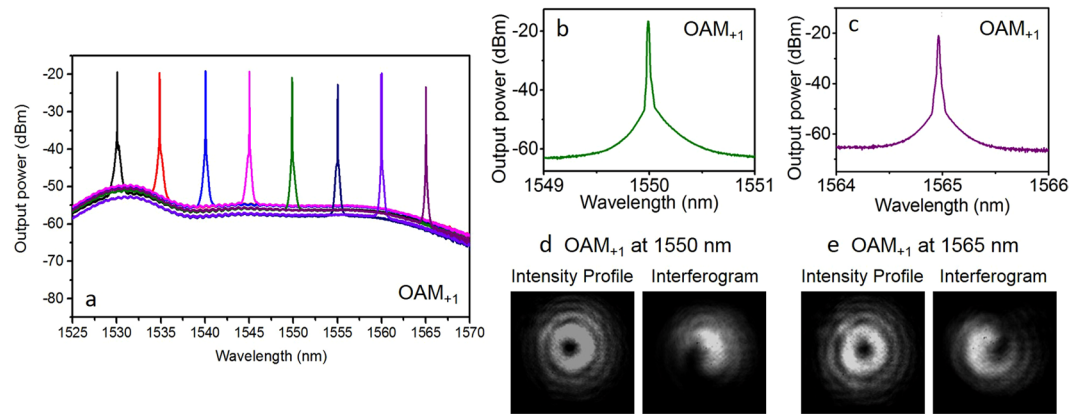 Output power (dBm)
-20
-30
-40
-50
-60
-70
-80
a
OAM+1
1525 1530 1535 1540 1545 1550 1555 1560 1565 1570
Wavelength (nm)
Output power (dBm)
-20
-40
-60
b
OAM+1
1549 1550 1551
Wavelength (nm)
Output power (dBm)
-20
-40
-60
c
OAM+1
1564 1565 1566
Wavelength (nm)
d OAM+1 at 1550 nm
Intensity Profile Interferogram
e OAM+1 at 1565 nm
Intensity Profile Interferogram